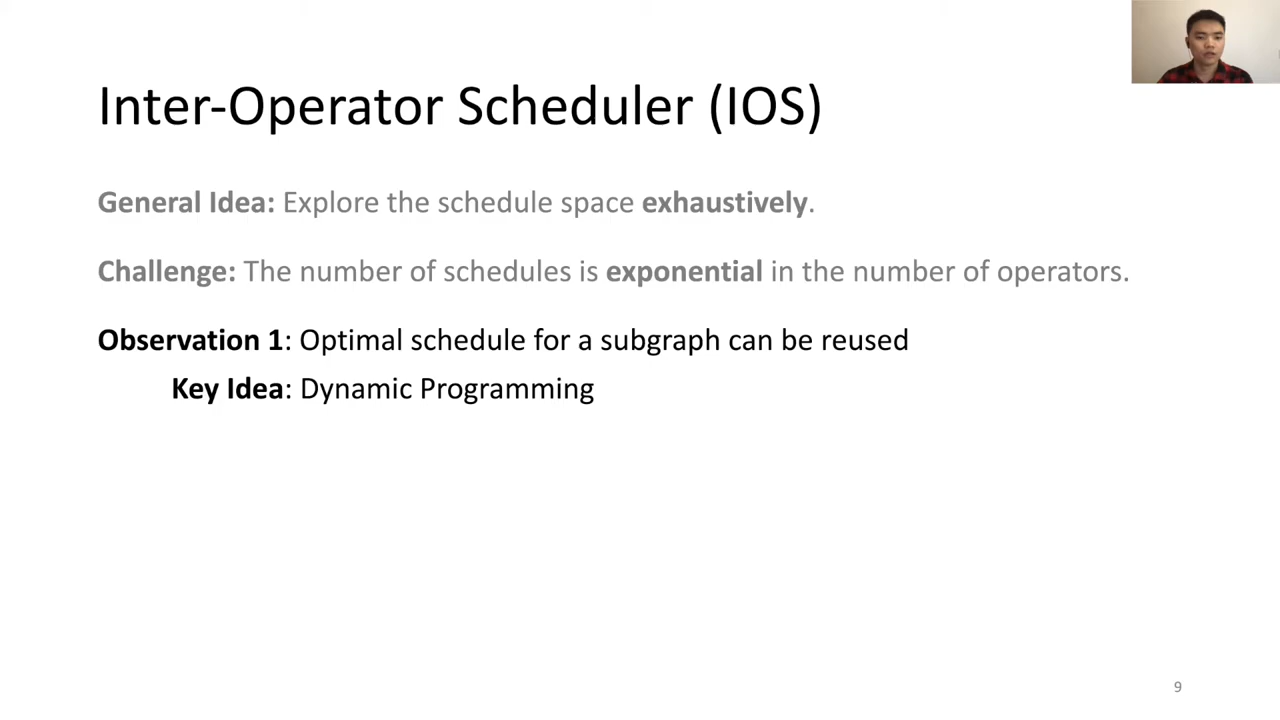 Inter-Operator Scheduler (IOS)
General Idea: Explore the schedule space exhaustively.
Challenge: The number of schedules is exponential in the number of operators.
Observation 1: Optimal schedule for a subgraph can be reused
Key Idea: Dynamic Programming
9